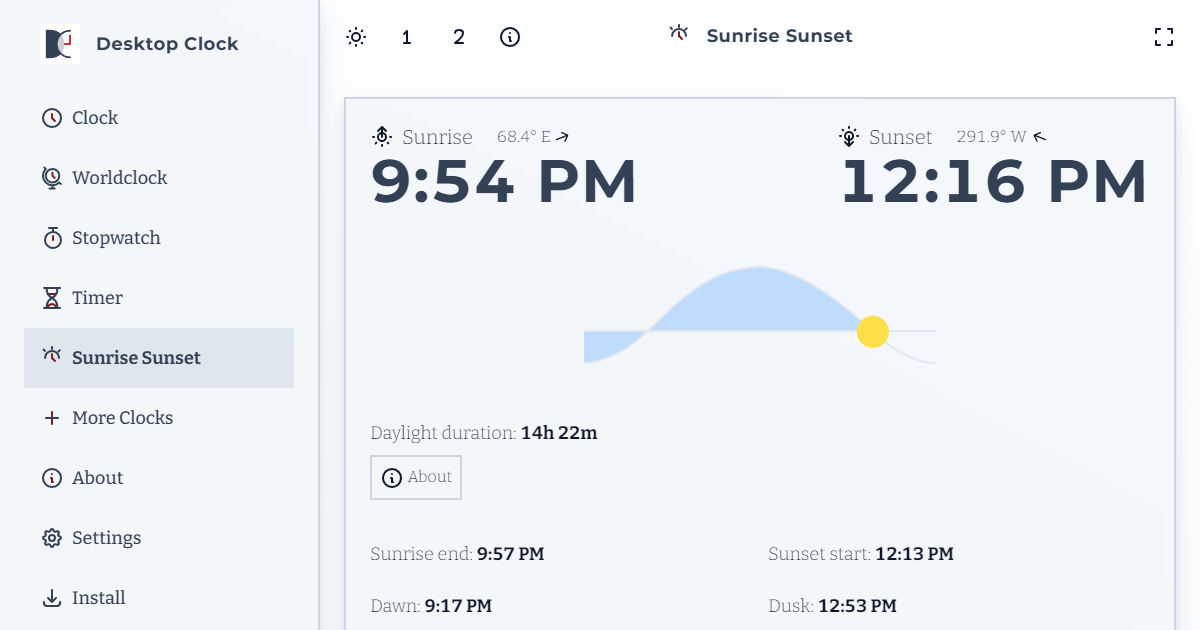 Desktop Clock
Clock
Worldclock
Stopwatch
Timer
Sunrise Sunset
More Clocks
About
Settings
Install
1 2 Sunrise Sunset
Sunrise 68.4° E
9:54 PM
Sunset 291.9° W
12:16 PM
Daylight duration: 14h 22m
About
Sunrise end: 9:57 PM
Sunset start: 12:13 PM
Dawn: 9:17 PM
Dusk: 12:53 PM